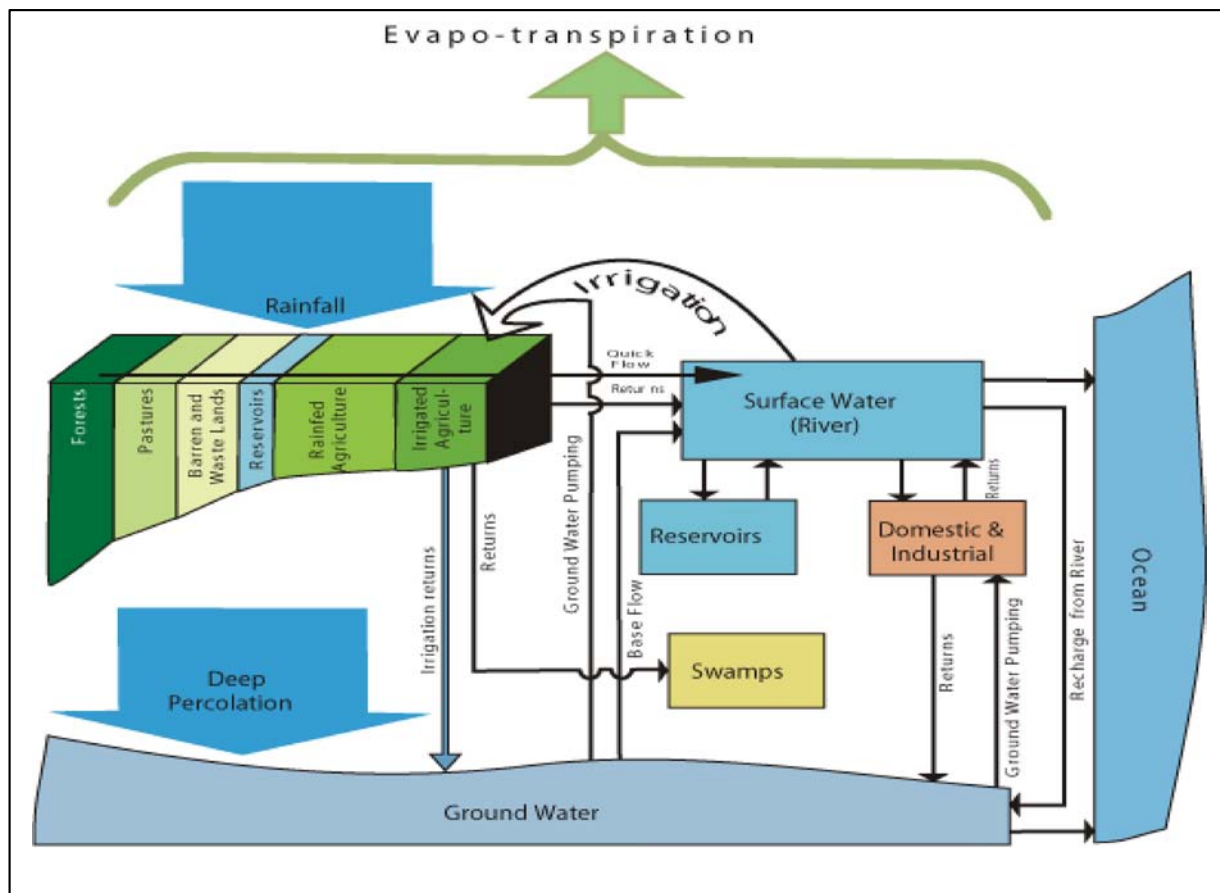 Evapo-transpiration
Rainfall
Irrigation
Quick
Flow
Returns
Surface Water
(River)
Forests
Pastures
Barren and
Waste Lands
Reservoirs
Rainfed
Agriculture
Irrigated
Agricul-
ture
Reservoirs
Domestic &
Industrial
Returns
Ocean
Irrigation returns
Returns
Ground Water Pumping
Base Flow
Swamps
Returns
Ground Water Pumping
Recharge from River
Deep
Percolation
Ground Water